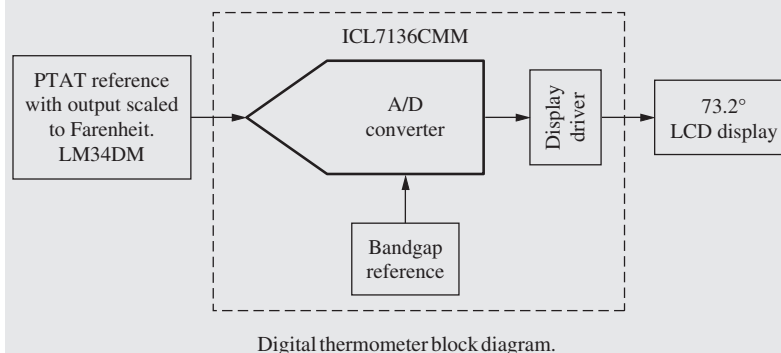 ICL7136CMM
PTAT reference
with output scaled
to Farenheit.
LM34DM
A/D
converter
Display
driver
73.2°
LCD display
Bandgap
reference
Digital thermometer block diagram.